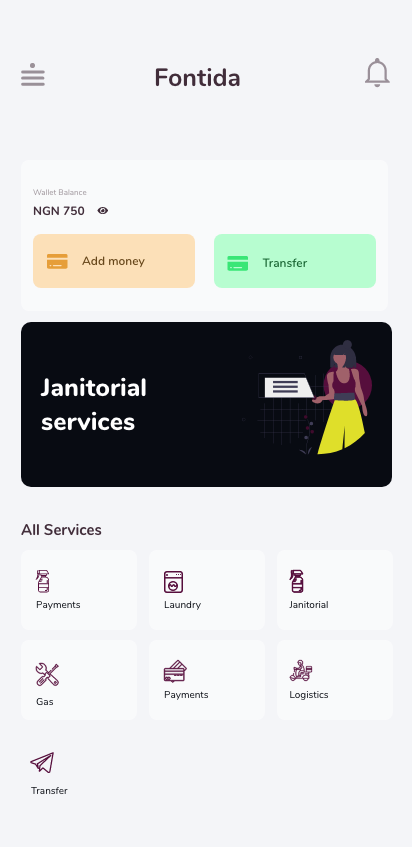 Fontida
Wallet Balance
NGN 750
Add money
Transfer
Janitorial
services
All Services
Payments
Laundry
Janitorial
Gas
Payments
Logistics
Transfer